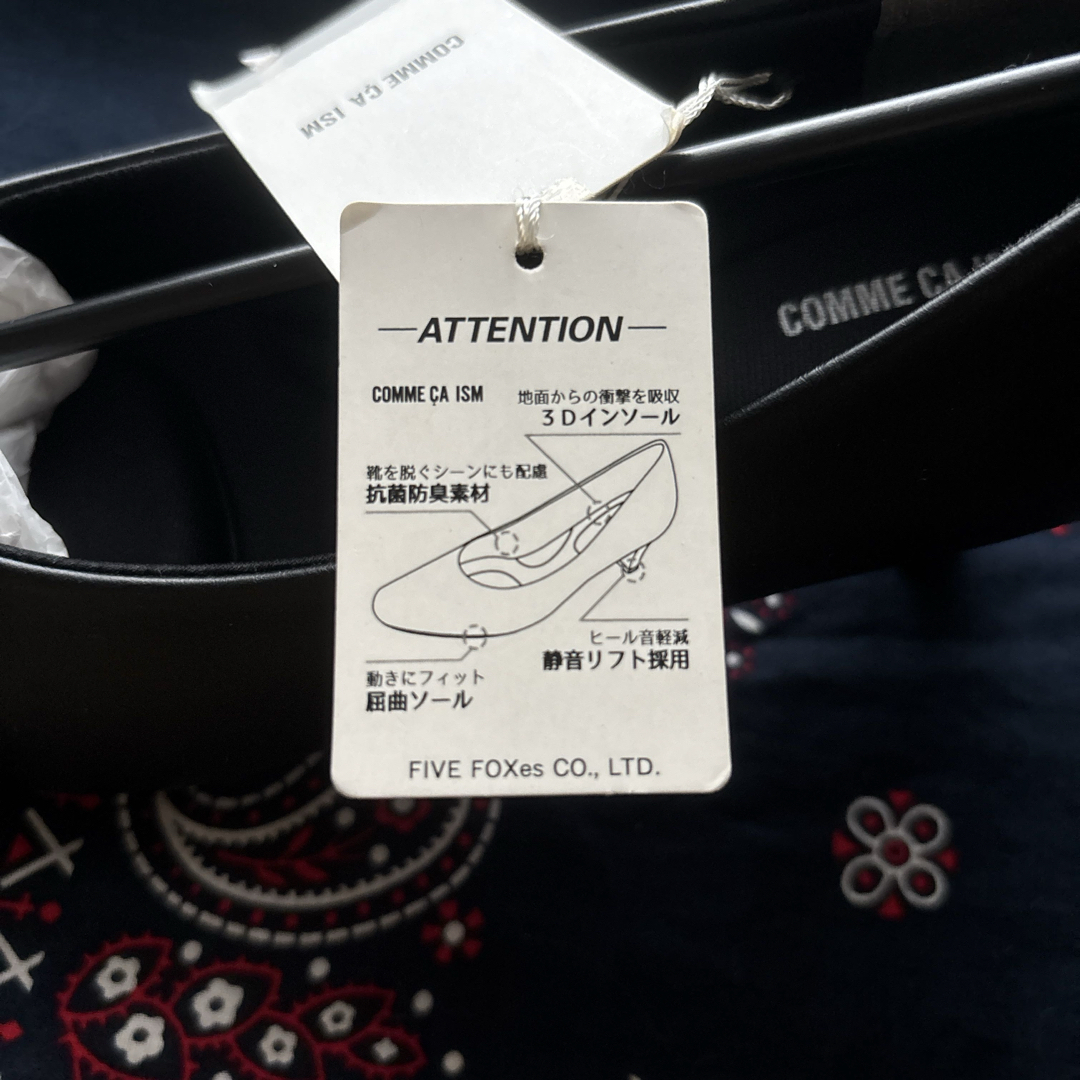 COMME ÇA ISM
COMME ÇA
ATTENTION
COMME ÇA ISM
地面からの衝撃を吸収
3Dインソール
靴を脱ぐシーンにも配慮
抗菌防臭素材
ヒール音軽減
静音リフト採用
動きにフィット
屈曲ソール
FIVE FOXes CO., LTD.